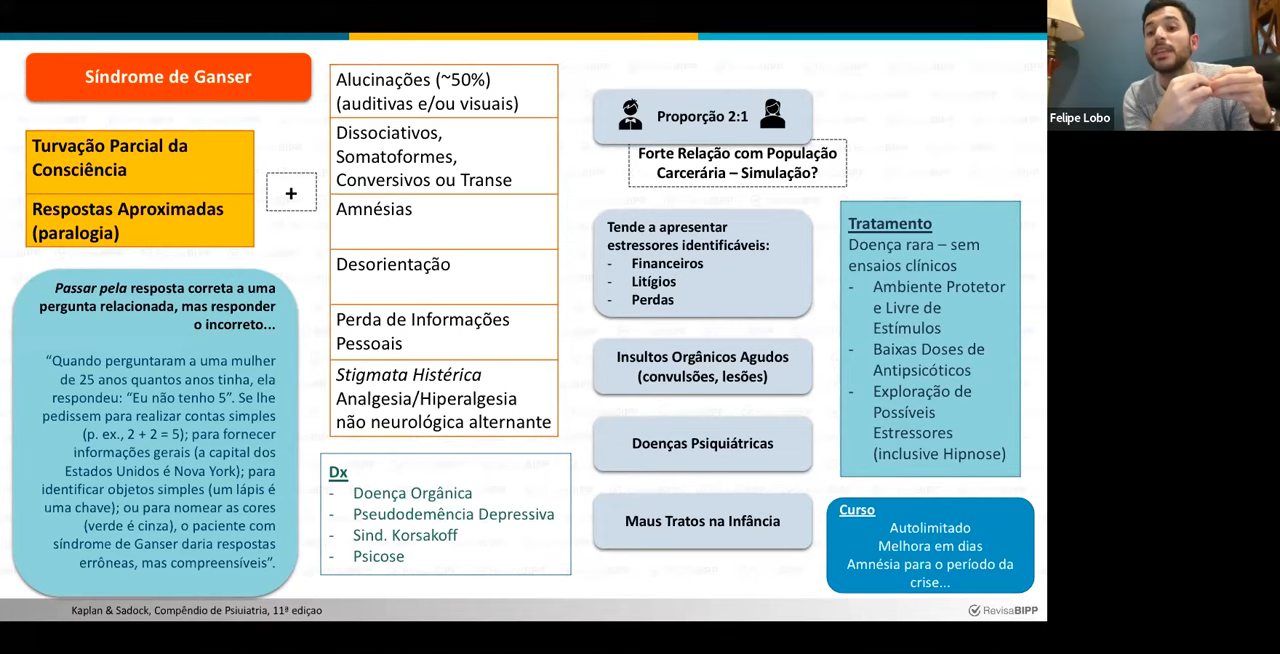 Síndrome de Ganser
Turvação Parcial da
Consciência
Respostas Aproximadas
(paralogia)
+
Passar pela resposta correta a uma
pergunta relacionada, mas responder
o incorreto...
“Quando perguntaram a uma mulher
de 25 anos quantos anos tinha, ela
respondeu: “Eu não tenho 5”. Se lhe
pedissem para realizar contas simples
(p. ex., 2 + 2 = 5); para fornecer
informações gerais (a capital dos
Estados Unidos é Nova York); para
identificar objetos simples (um lápis é
uma chave); ou para nomear as cores
(verde é cinza), o paciente com
síndrome de Ganser daria respostas
errôneas, mas compreensíveis”.
Alucinações (~50%)
(auditivas e/ou visuais)
Dissociativos,
Somatoformes,
Conversivos ou Transe
Amnésias
Desorientação
Perda de Informações
Pessoais
Stigmata Histérica
Analgesia/Hiperalgesia
não neurológica alternante
Dx
- Doença Orgânica
- Pseudodemência Depressiva
- Sind. Korsakoff
- Psicose
Proporção 2:1
Forte Relação com População
Carcerária – Simulação?
Tende a apresentar
estressores identificáveis:
- Financeiros
- Litígios
- Perdas
Insultos Orgânicos Agudos
(convulsões, lesões)
Doenças Psiquiátricas
Maus Tratos na Infância
Tratamento
Doença rara – sem
ensaios clínicos
- Ambiente Protetor
e Livre de
Estímulos
- Baixas Doses de
Antipsicóticos
- Exploração de
Possíveis
Estressores
(inclusive Hipnose)
Curso
Autolimitado
Melhora em dias
Amnésia para o período da
crise...
Kaplan & Sadock, Compêndio de Psiuiatria, 11ª ediçao
RevisaBIPP
Felipe Lobo